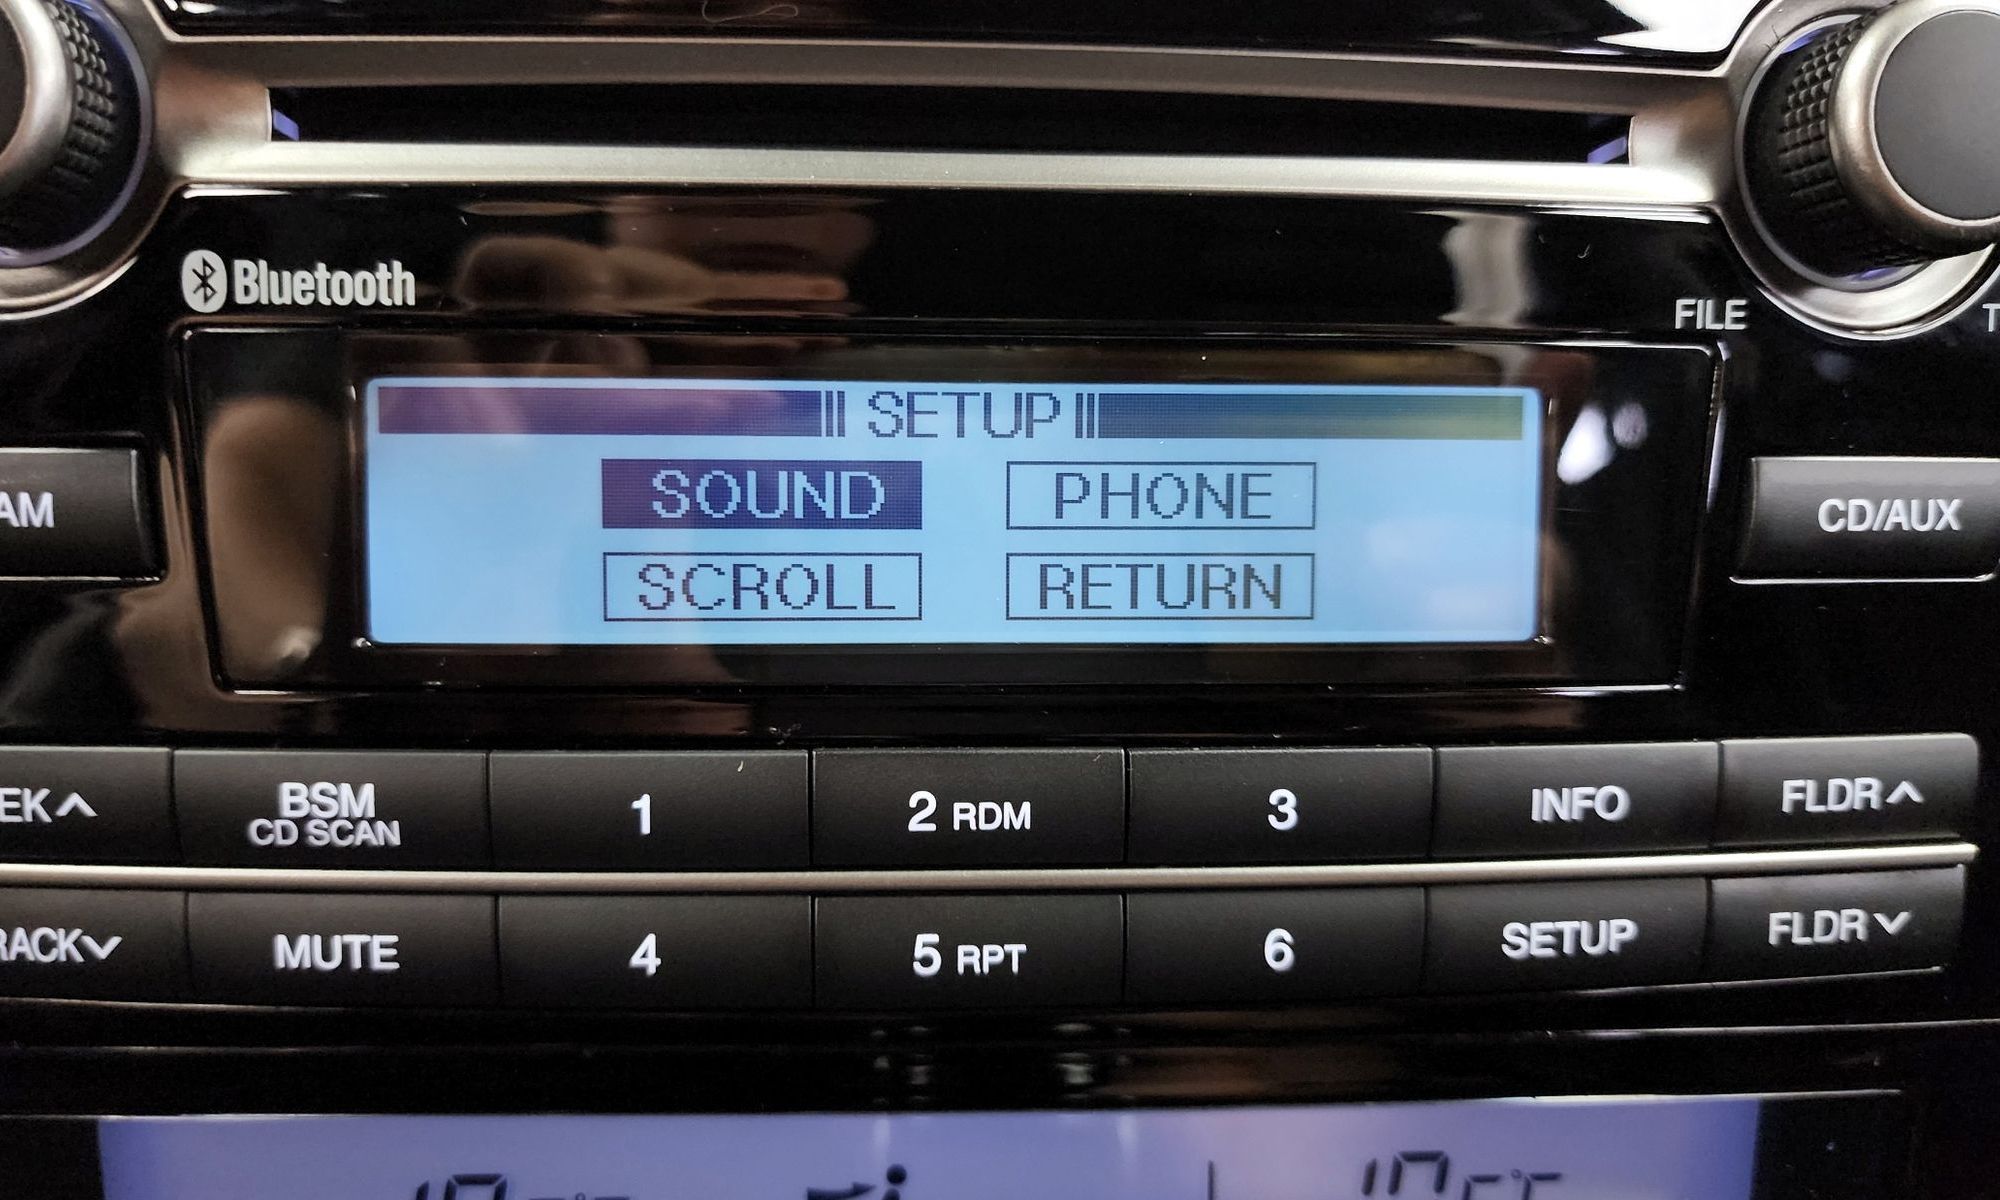 Bluetooth
FILE
SETUP
SOUND PHONE
SCROLL RETURN
AM
CD/AUX
BSM
CD SCAN
1
2 RDM
3
INFO
FLDR
MUTE
4
5 RPT
6
SETUP
FLDR